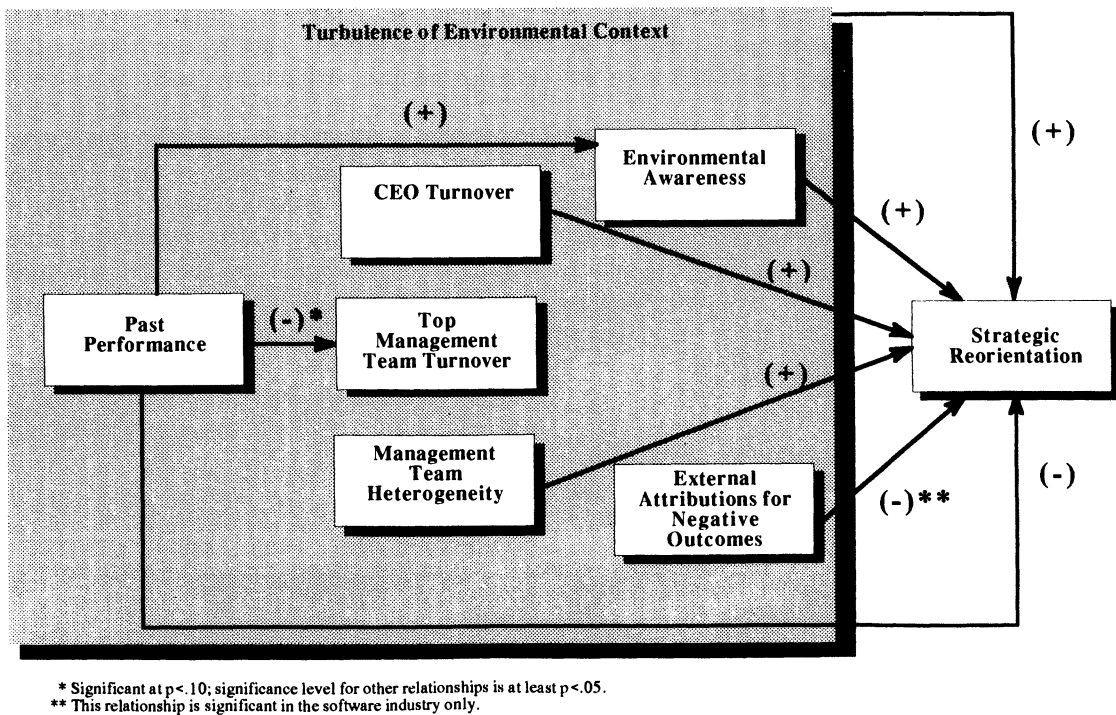 Turbulence of Environmental Context
(+)
(+)
Environmental
Awareness
CEO Turnover
(+)
(+)
Past
Performance
(-)*
Top
Management
Team Turnover
Strategic
Reorientation
(+)
Management
Team
Heterogeneity
External
Attributions for
Negative
Outcomes
(-)**
(-)
* Significant at p<.10; significance level for other relationships is at least p<.05.
** This relationship is significant in the software industry only.